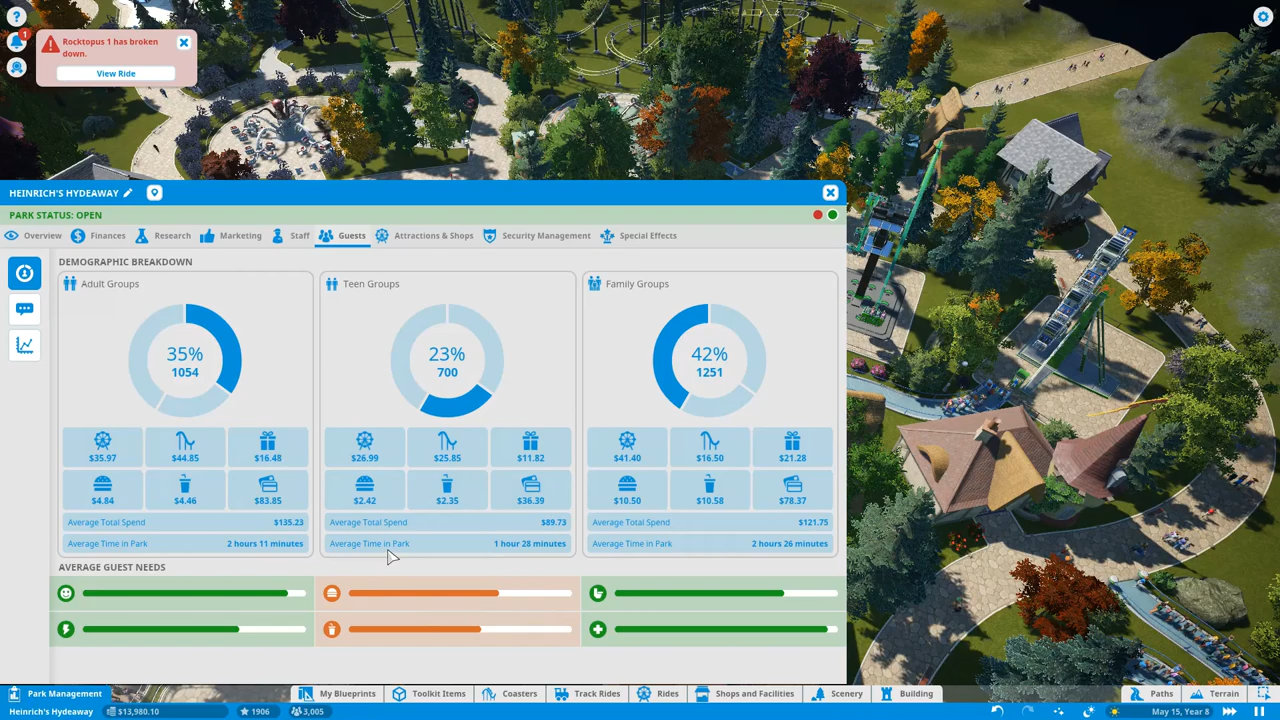 Rocktopus 1 has broken
down.
View Ride
1
HEINRICH'S HYDEAWAY
PARK STATUS: OPEN
Overview Finances Research Marketing Staff Guests Attractions & Shops Security Management Special Effects
DEMOGRAPHIC BREAKDOWN
Adult Groups
35%
1054
$35.97 $44.85 $16.48
$4.84 $4.46 $83.85
Average Total Spend $135.23
Average Time in Park 2 hours 11 minutes
Teen Groups
23%
700
$26.99 $25.85 $11.82
$2.42 $2.35 $36.39
Average Total Spend $89.73
Average Time in Park 1 hour 28 minutes
Family Groups
42%
1251
$41.40 $16.50 $21.28
$10.50 $10.58 $78.37
Average Total Spend $121.75
Average Time in Park 2 hours 26 minutes
AVERAGE GUEST NEEDS
Park Management My Blueprints Toolkit Items Coasters Track Rides Rides Shops and Facilities Scenery Building Paths Terrain
Heinrich's Hydeaway $13,980.10 1906 3,005 May 15, Year 8